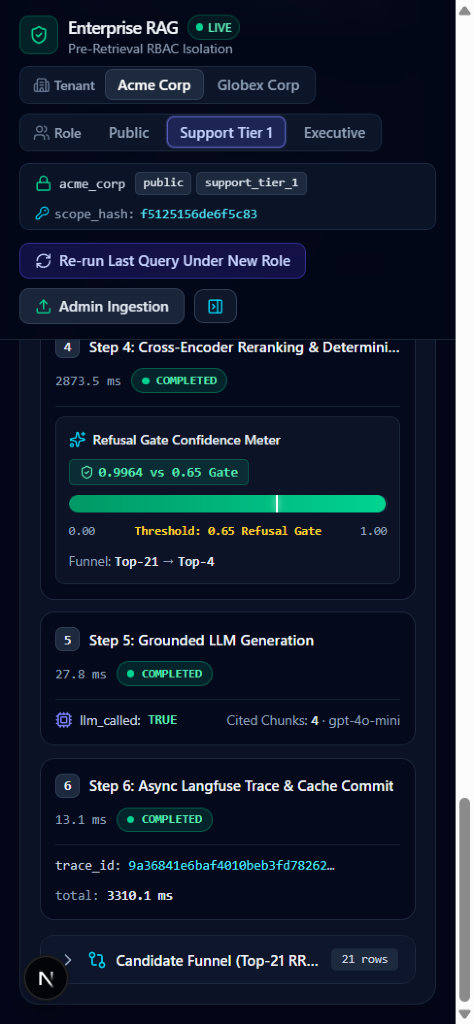 Enterprise RAG LIVE
Pre-Retrieval RBAC Isolation
Tenant Acme Corp Globex Corp
Role Public Support Tier 1 Executive
acme_corp public support_tier_1
scope_hash: f5125156de6f5c83
Re-run Last Query Under New Role
Admin Ingestion
4 Step 4: Cross-Encoder Reranking & Determini...
2873.5 ms COMPLETED
Refusal Gate Confidence Meter
0.9964 vs 0.65 Gate
0.00 Threshold: 0.65 Refusal Gate 1.00
Funnel: Top-21 → Top-4
5 Step 5: Grounded LLM Generation
27.8 ms COMPLETED
llm_called: TRUE Cited Chunks: 4 · gpt-4o-mini
6 Step 6: Async Langfuse Trace & Cache Commit
13.1 ms COMPLETED
trace_id: 9a36841e6baf4010beb3fd78262…
total: 3310.1 ms
Candidate Funnel (Top-21 RR... 21 rows
N